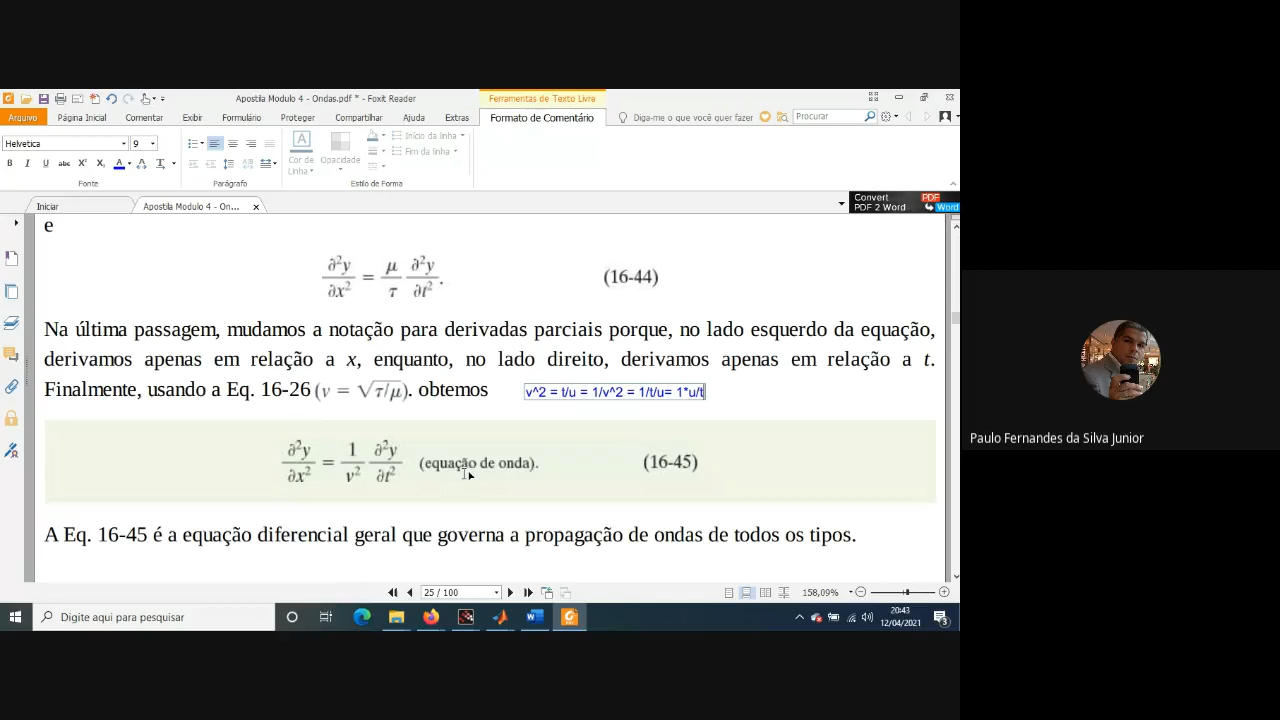 Apostila Modulo 4 - Ondas.pdf * - Foxit Reader
Ferramentas de Texto Livre
Arquivo Página Inicial Comentar Exibir Formulário Proteger Compartilhar Ajuda Extras Formato de Comentário Diga-me o que você quer fazer Procurar
Helvetica 9
Cor de Linha Opacidade Início da linha
Fim da linha
Fonte Parágrafo Estilo de Forma
Iniciar Apostila Modulo 4 - On... Convert PDF 2 Word PDF Word
e
∂²y/∂x² = μ/τ ∂²y/∂t². (16-44)
Na última passagem, mudamos a notação para derivadas parciais porque, no lado esquerdo da equação,
derivamos apenas em relação a x, enquanto, no lado direito, derivamos apenas em relação a t.
Finalmente, usando a Eq. 16-26 (v = √τ/μ). obtemos v^2 = t/u = 1/v^2 = 1/t/u= 1*u/t
∂²y/∂x² = 1/v² ∂²y/∂t² (equação de onda). (16-45)
A Eq. 16-45 é a equação diferencial geral que governa a propagação de ondas de todos os tipos.
25 / 100 158,09%
Digite aqui para pesquisar
20:43
12/04/2021
3
Paulo Fernandes da Silva Junior